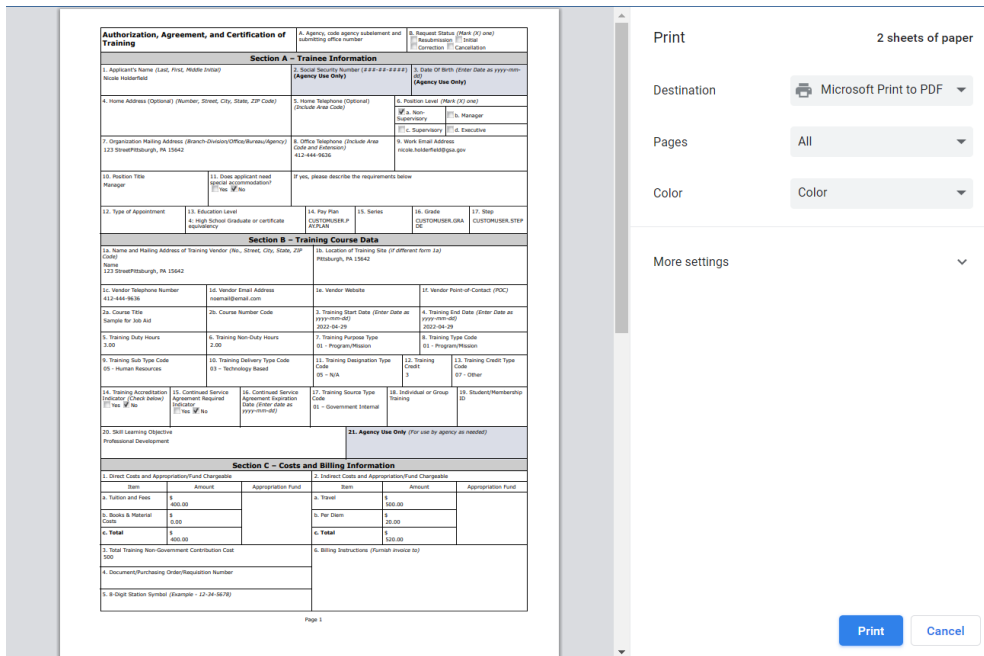 Authorization, Agreement, and Certification of
Training
A. Agency, code agency subelement and
submitting office number
B. Request Status (Mark (X) one)
Resubmission Initial
Correction Cancellation
Section A – Trainee Information
1. Applicant's Name (Last, First, Middle Initial)
Nicole Holderfield
2. Social Security Number (###-##-####)
(Agency Use Only)
3. Date Of Birth (Enter Date as yyyy-mm-
dd)
(Agency Use Only)
4. Home Address (Optional) (Number, Street, City, State, ZIP Code)
5. Home Telephone (Optional)
(Include Area Code)
6. Position Level (Mark (X) one)
a. Non-
Supervisory
b. Manager
c. Supervisory
d. Executive
7. Organization Mailing Address (Branch-Division/Office/Bureau/Agency)
123 StreetPittsburgh, PA 15642
8. Office Telephone (Include Area
Code and Extension)
412-444-9636
9. Work Email Address
nicole.holderfield@gsa.gov
10. Position Title
Manager
11. Does applicant need
special accommodation?
Yes No
If yes, please describe the requirements below
12. Type of Appointment
13. Education Level
4: High School Graduate or certificate
equivalency
14. Pay Plan
CUSTOMUSER.P
AY.PLAN
15. Series
16. Grade
CUSTOMUSER.GRA
DE
17. Step
CUSTOMUSER.STEP
Section B – Training Course Data
1a. Name and Mailing Address of Training Vendor (No., Street, City, State, ZIP
Code)
Name
123 StreetPittsburgh, PA 15642
1b. Location of Training Site (if different form 1a)
Pittsburgh, PA 15642
1c. Vendor Telephone Number
412-444-9636
1d. Vendor Email Address
noemail@email.com
1e. Vendor Website
1f. Vendor Point-of-Contact (POC)
2a. Course Title
Sample for Job Aid
2b. Course Number Code
3. Training Start Date (Enter Date as
yyyy-mm-dd)
2022-04-29
4. Training End Date (Enter Date as
yyyy-mm-dd)
2022-04-29
5. Training Duty Hours
3.00
6. Training Non-Duty Hours
2.00
7. Training Purpose Type
01 - Program/Mission
8. Training Type Code
01 - Program/Mission
9. Training Sub Type Code
05 - Human Resources
10. Training Delivery Type Code
03 – Technology Based
11. Training Designation Type
Code
05 – N/A
12. Training
Credit
3
13. Training Credit Type
Code
07 - Other
14. Training Accreditation
Indicator (Check below)
Yes No
15. Continued Service
Agreement Required
Indicator
Yes No
16. Continued Service
Agreement Expiration
Date (Enter date as
yyyy-mm-dd)
17. Training Source Type
Code
01 – Government Internal
18. Individual or Group
Training
19. Student/Membership
ID
20. Skill Learning Objective
Professional Development
21. Agency Use Only (For use by agency as needed)
Section C – Costs and Billing Information
1. Direct Costs and Appropriation/Fund Chargeable
2. Indirect Costs and Appropriation/Fund Chargeable
Item Amount Appropriation Fund
Item Amount Appropriation Fund
a. Tuition and Fees
$
400.00
a. Travel
$
500.00
b. Books & Material
Costs
$
0.00
b. Per Diem
$
20.00
c. Total
$
400.00
c. Total
$
520.00
3. Total Training Non-Government Contribution Cost
500
6. Billing Instructions (Furnish invoice to)
4. Document/Purchasing Order/Requisition Number
5. 8-Digit Station Symbol (Example - 12-34-5678)
Page 1
Print
2 sheets of paper
Destination
Microsoft Print to PDF
Pages
All
Color
Color
More settings
Print
Cancel